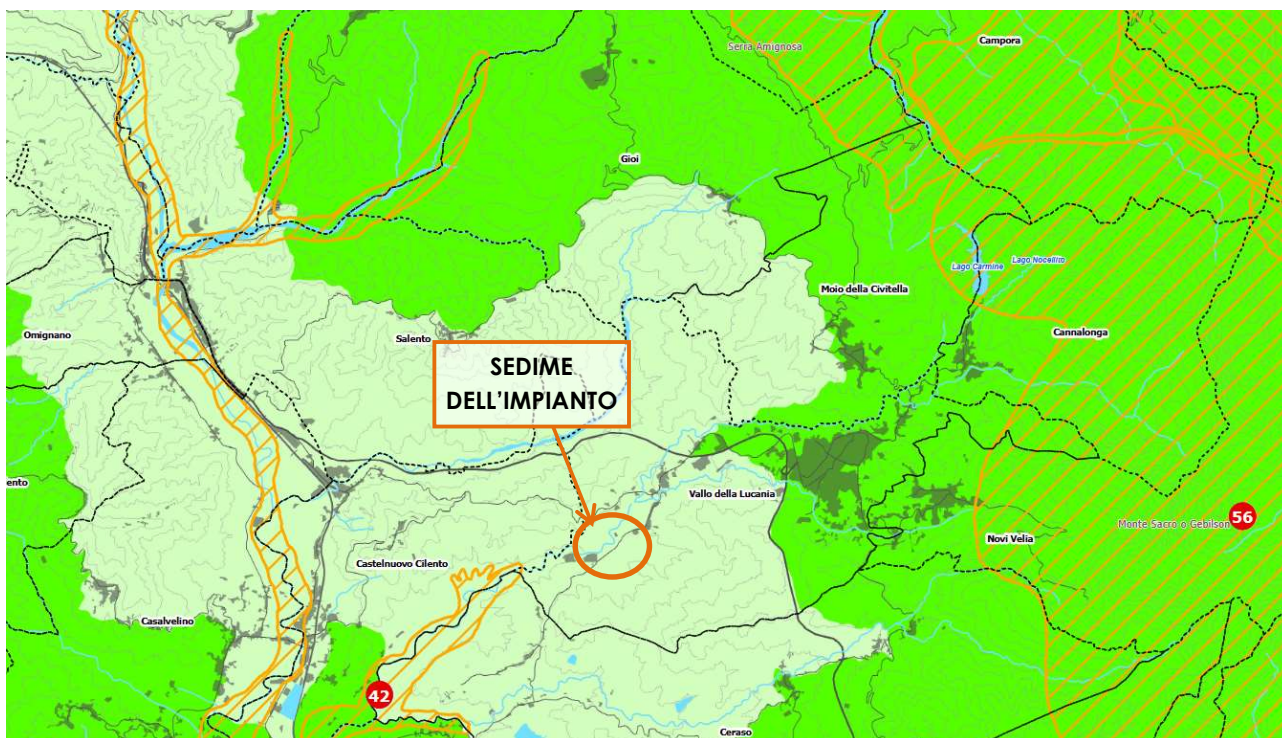 Campora
Serra Amignosa
Gioi
Lago Carmine
Lago Nocellito
Moio della Civitella
Omignano
Salento
Cannalonga
SEDIME
DELL'IMPIANTO
ento
Vallo della Lucania
56
Monte Sacro o Gebilson
Novi Velia
Castelnuovo Cilento
Casalvelino
42
Ceraso